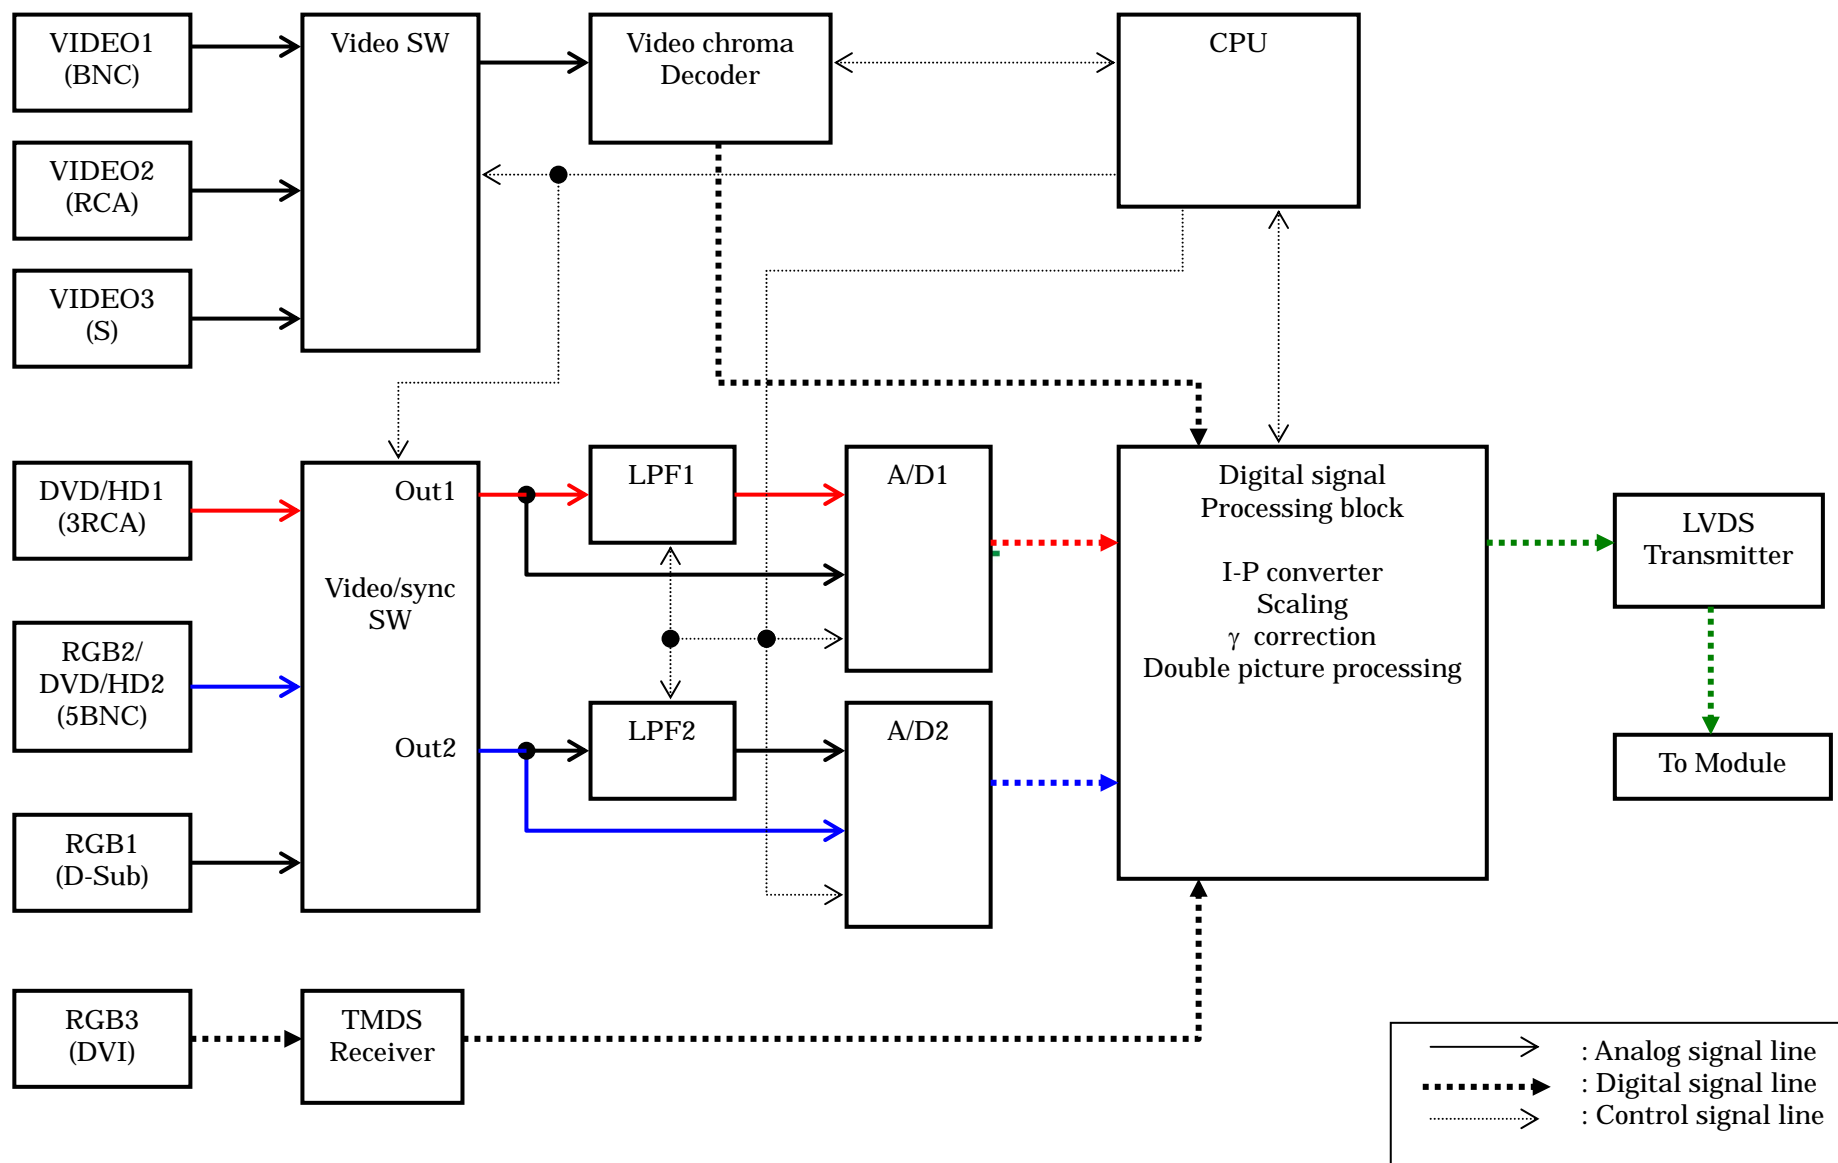 VIDEO1
(BNC)
Video SW
Video chroma
Decoder
CPU
VIDEO2
(RCA)
VIDEO3
(S)
DVD/HD1
(3RCA)
Out1
LPF1
A/D1
Digital signal
Processing block
I-P converter
Scaling
γ correction
Double picture processing
LVDS
Transmitter
Video/sync
SW
RGB2/
DVD/HD2
(5BNC)
Out2
LPF2
A/D2
To Module
RGB1
(D-Sub)
RGB3
(DVI)
TMDS
Receiver
: Analog signal line
: Digital signal line
: Control signal line